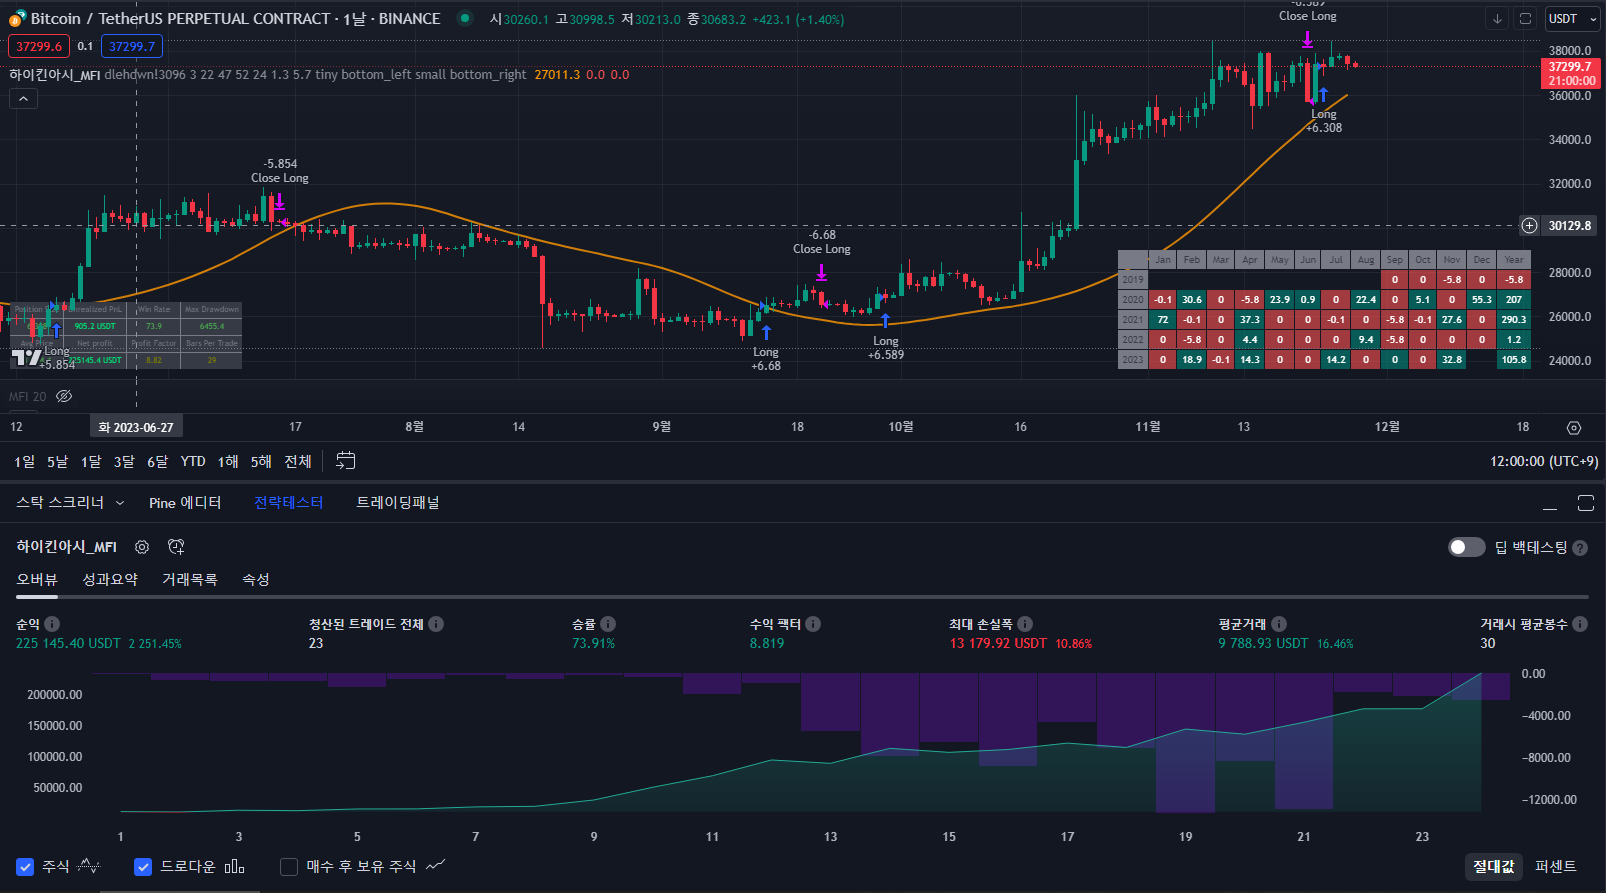 Bitcoin / TetherUS PERPETUAL CONTRACT · 1날 · BINANCE 시30260.1 고30998.5 저30213.0 종30683.2 +423.1 (+1.40%)
USDT
37299.6 0.1 37299.7
하이킨아시_MFI dlehdwn!3096 3 22 47 52 24 1.3 5.7 tiny bottom_left small bottom_right 27011.3 0.0 0.0
Close Long
38000.0
37299.7
21:00:00
36000.0
Long
+6.308
34000.0
-5.854
Close Long
32000.0
-6.68
Close Long
30129.8
28000.0
26000.0
24000.0
Jan Feb Mar Apr May Jun Jul Aug Sep Oct Nov Dec Year
2019 0 0 -5.8 0 -5.8
2020 -0.1 30.6 0 -5.8 23.9 0.9 0 22.4 0 5.1 0 55.3 207
2021 72 -0.1 0 37.3 0 0 -0.1 0 -5.8 -0.1 27.6 0 290.3
2022 0 -5.8 0 4.4 0 0 0 9.4 -5.8 0 0 0 1.2
2023 0 18.9 -0.1 14.3 0 0 14.2 0 0 0 32.8 105.8
Win Rate Max Drawdown
905.2 USDT 73.9 6455.4
Net profit Profit Factor Bars Per Trade
225145.4 USDT 8.82 29
Long
+5.854
Long
+6.68
Long
+6.589
MFI 20
12 화 2023-06-27 17 8월 14 9월 18 10월 16 11월 13 12월 18
1일 5날 1달 3달 6달 YTD 1해 5해 전체
12:00:00 (UTC+9)
스탁 스크리너 Pine 에디터 전략테스터 트레이딩패널
하이킨아시_MFI
딥 백테스팅
오버뷰 성과요약 거래목록 속성
순익 청산된 트레이드 전체 승률 수익 팩터 최대 손실폭 평균거래 거래시 평균봉수
225 145.40 USDT 2 251.45% 23 73.91% 8.819 13 179.92 USDT 10.86% 9 788.93 USDT 16.46% 30
200000.00
150000.00
100000.00
50000.00
0.00
−4000.00
−8000.00
−12000.00
1 3 5 7 9 11 13 15 17 19 21 23
주식 드로다운 매수 후 보유 주식
절대값 퍼센트